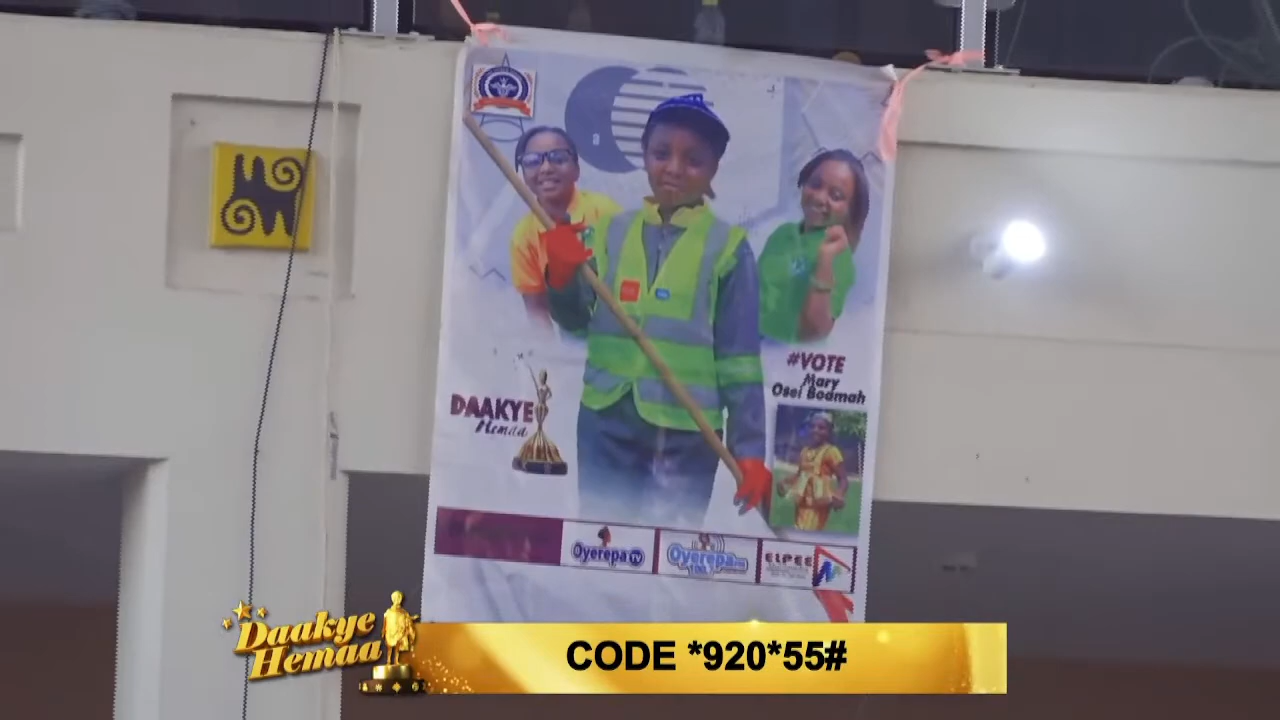 #VOTE
Mary
Osei Boamah
DAAKYE
Hemaa
Oyerepa TV
Oyerepa
ELPEE
Daakye
Hemaa
CODE *920*55#